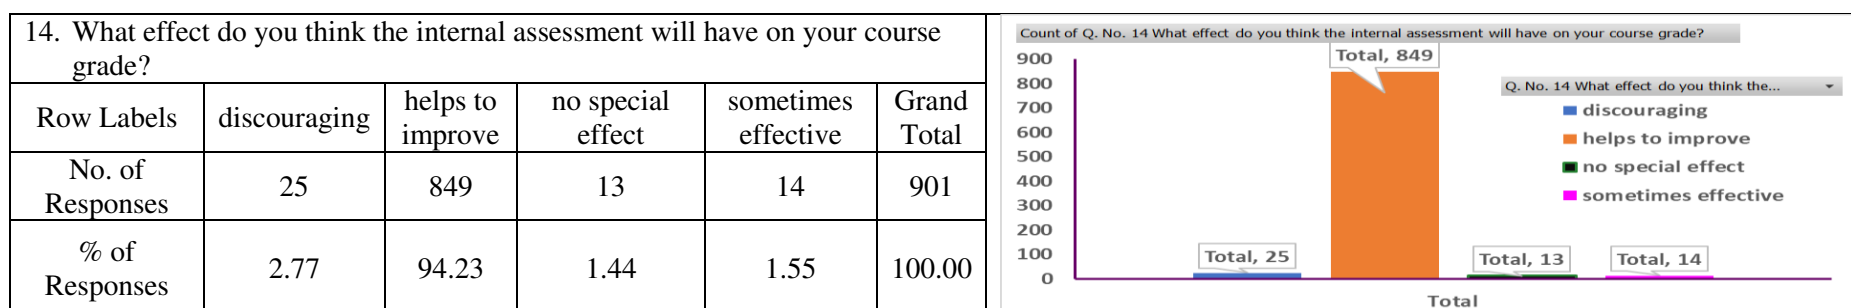 14. What effect do you think the internal assessment will have on your course
grade?
Row Labels discouraging helps to improve no special effect sometimes effective Grand Total
No. of Responses 25 849 13 14 901
% of Responses 2.77 94.23 1.44 1.55 100.00
Count of Q. No. 14 What effect do you think the internal assessment will have on your course grade?
900
800
700
600
500
400
300
200
100
0
Total, 25
Total, 849
Total, 13
Total, 14
Total
Q. No. 14 What effect do you think the...
discouraging
helps to improve
no special effect
sometimes effective